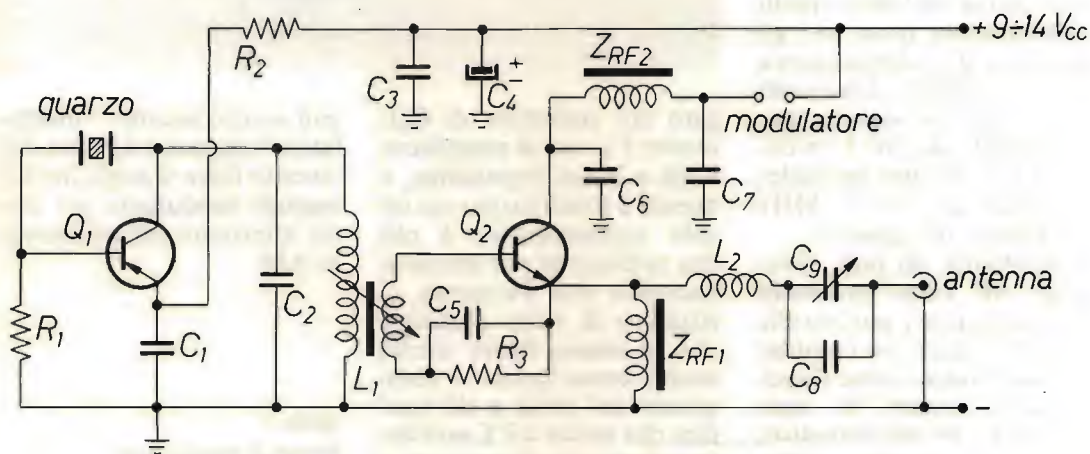 + 9÷14 Vcc
R2
C3
+
-
C4
ZRF2
quarzo
modulatore
C6
C7
Q1
Q2
C2
L2
C9
antenna
R1
C1
L1
C5
R3
ZRF1
C8
-